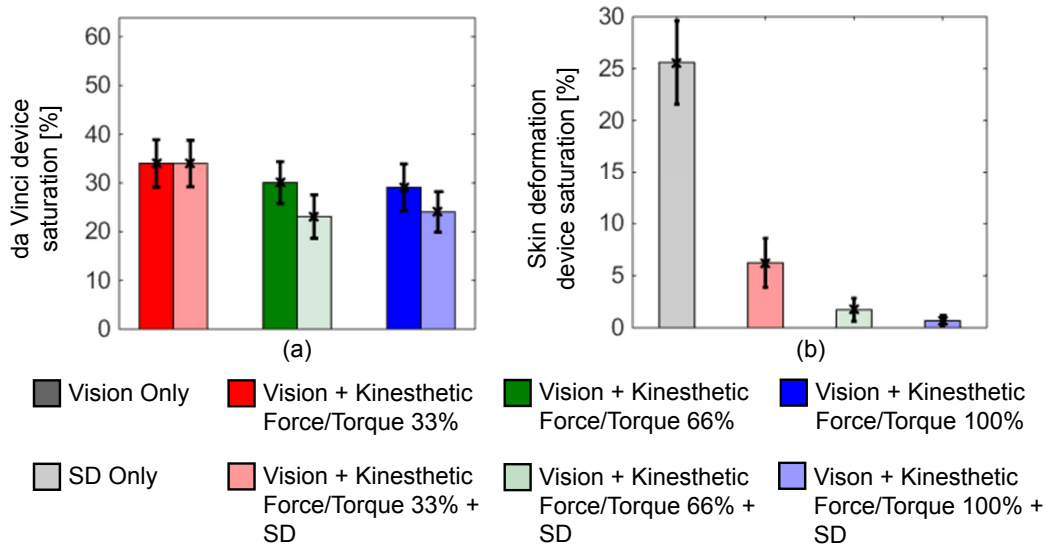 da Vinci device
saturation [%]
60
50
40
30
20
10
0
(a)
Skin deformation
device saturation [%]
30
25
20
15
10
5
0
(b)
Vision Only
Vision + Kinesthetic
Force/Torque 33%
Vision + Kinesthetic
Force/Torque 66%
Vision + Kinesthetic
Force/Torque 100%
SD Only
Vision + Kinesthetic
Force/Torque 33% +
SD
Vision + Kinesthetic
Force/Torque 66% +
SD
Vison + Kinesthetic
Force/Torque 100% +
SD